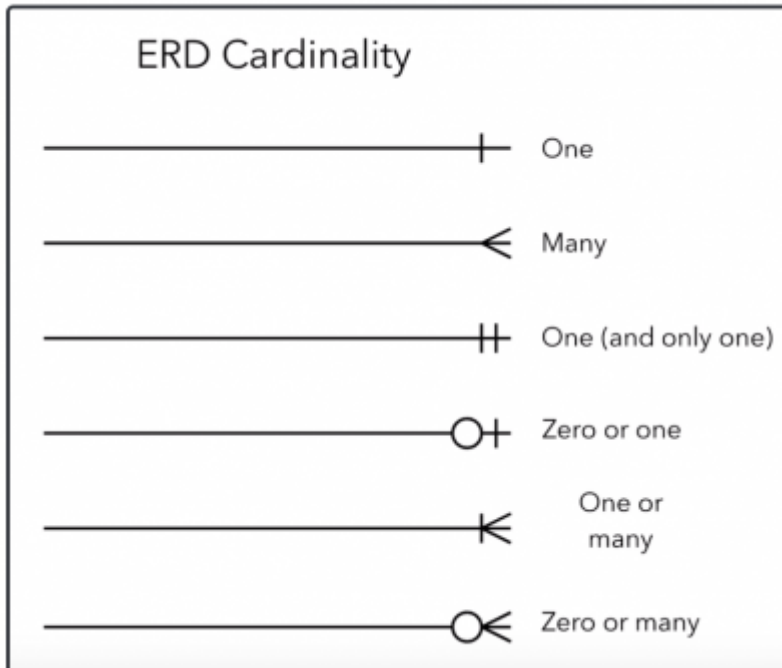 ERD Cardinality
One
Many
One (and only one)
Zero or one
One or
many
Zero or many